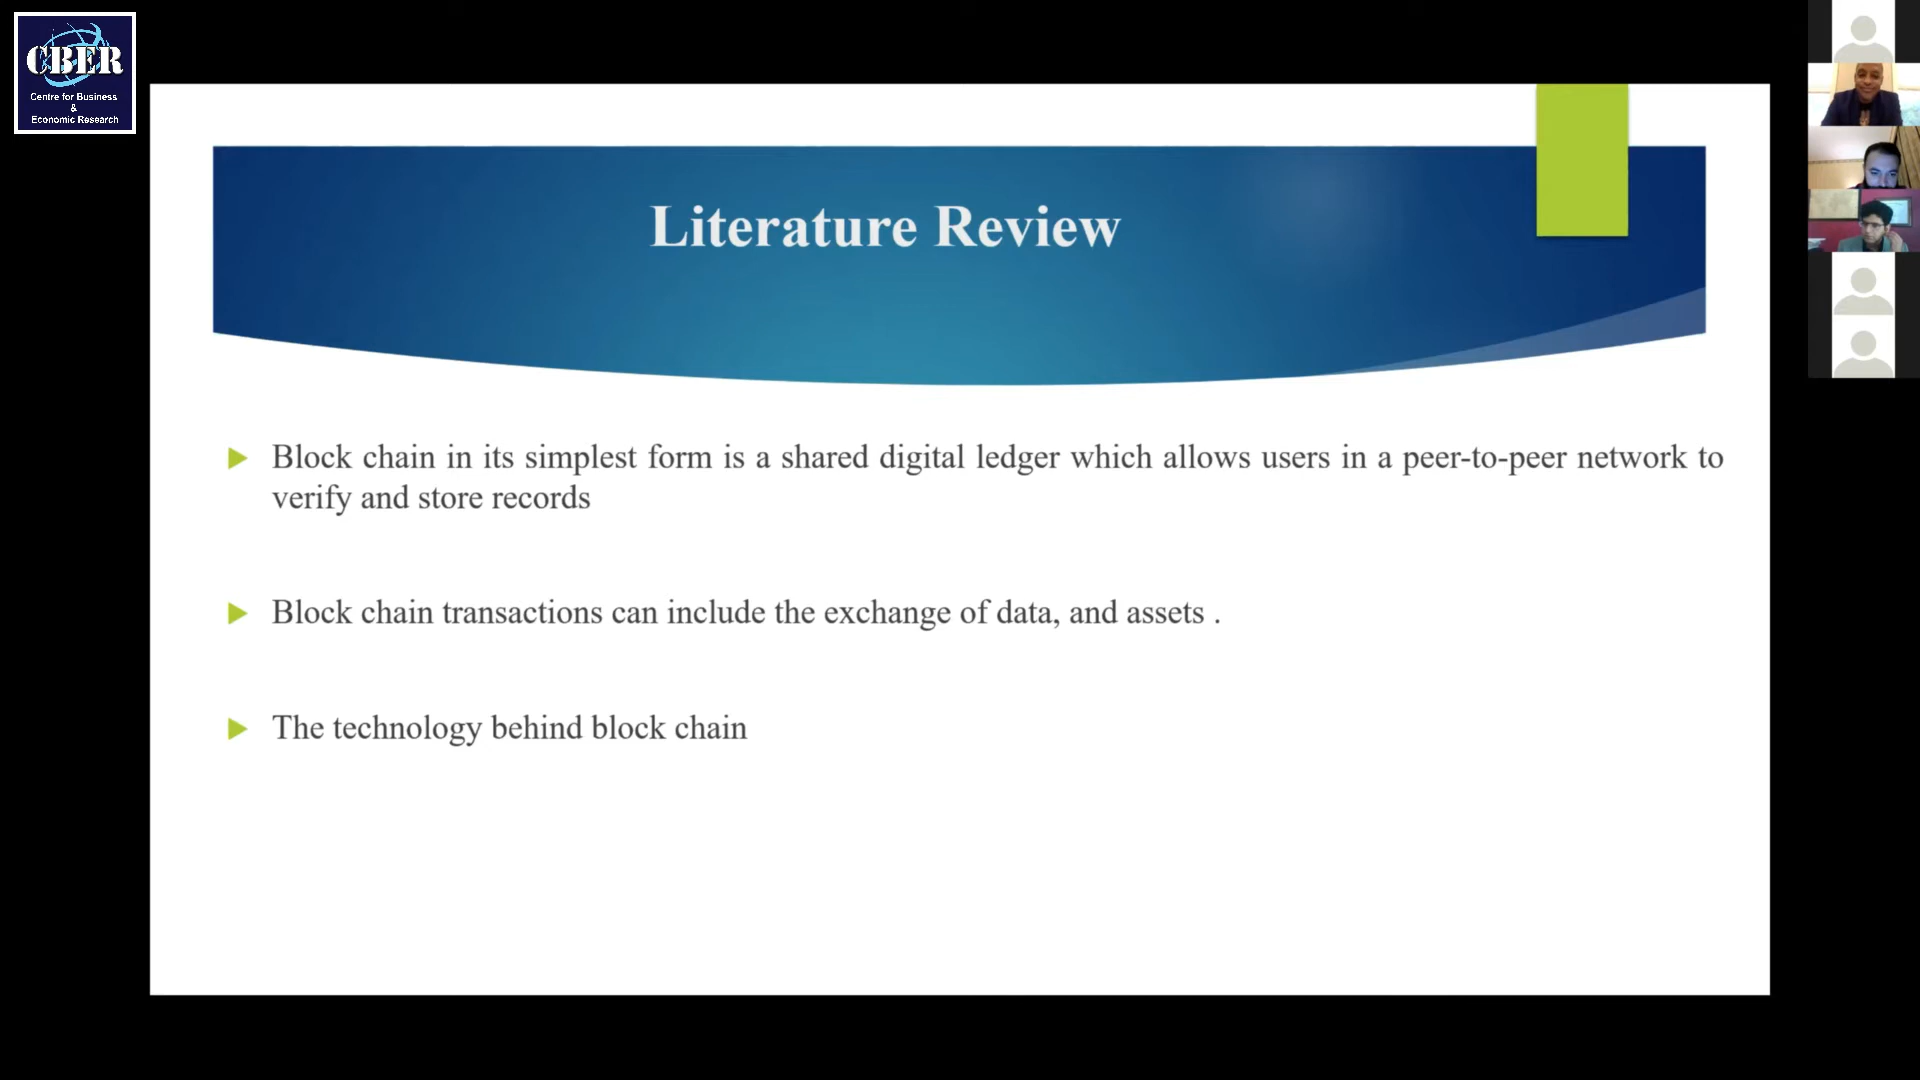 CBER
Centre for Business
&
Economic Research
Literature Review
Block chain in its simplest form is a shared digital ledger which allows users in a peer-to-peer network to
verify and store records
Block chain transactions can include the exchange of data, and assets .
The technology behind block chain